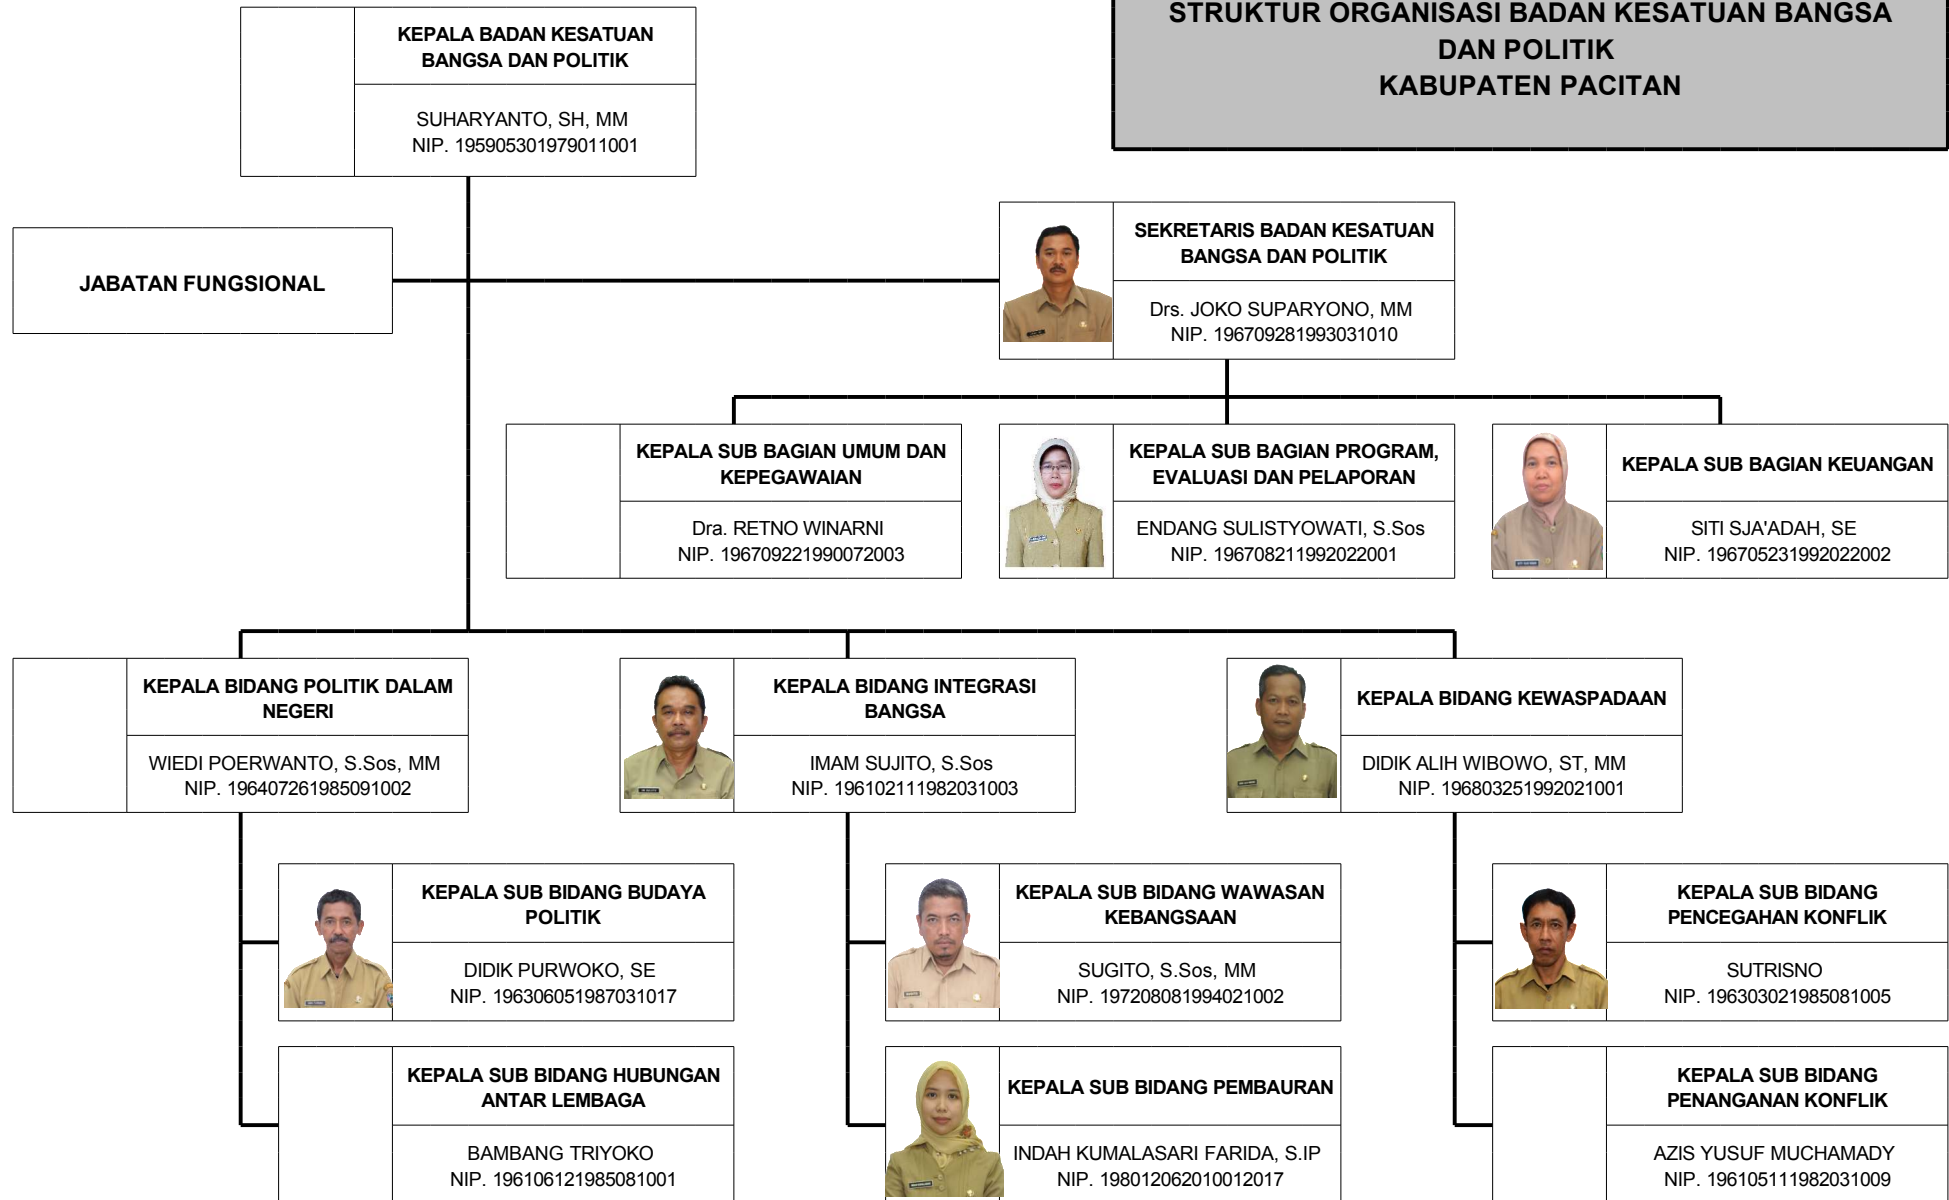 STRUKTUR ORGANISASI BADAN KESATUAN BANGSA
DAN POLITIK
KABUPATEN PACITAN
KEPALA BADAN KESATUAN
BANGSA DAN POLITIK
SUHARYANTO, SH, MM
NIP. 195905301979011001
JABATAN FUNGSIONAL
SEKRETARIS BADAN KESATUAN
BANGSA DAN POLITIK
Drs. JOKO SUPARYONO, MM
NIP. 196709281993031010
KEPALA SUB BAGIAN UMUM DAN
KEPEGAWAIAN
Dra. RETNO WINARNI
NIP. 196709221990072003
KEPALA SUB BAGIAN PROGRAM,
EVALUASI DAN PELAPORAN
ENDANG SULISTYOWATI, S.Sos
NIP. 196708211992022001
KEPALA SUB BAGIAN KEUANGAN
SITI SJA'ADAH, SE
NIP. 196705231992022002
KEPALA BIDANG POLITIK DALAM
NEGERI
WIEDI POERWANTO, S.Sos, MM
NIP. 196407261985091002
KEPALA BIDANG INTEGRASI
BANGSA
IMAM SUJITO, S.Sos
NIP. 196102111982031003
KEPALA BIDANG KEWASPADAAN
DIDIK ALIH WIBOWO, ST, MM
NIP. 196803251992021001
KEPALA SUB BIDANG BUDAYA
POLITIK
DIDIK PURWOKO, SE
NIP. 196306051987031017
KEPALA SUB BIDANG WAWASAN
KEBANGSAAN
SUGITO, S.Sos, MM
NIP. 197208081994021002
KEPALA SUB BIDANG
PENCEGAHAN KONFLIK
SUTRISNO
NIP. 196303021985081005
KEPALA SUB BIDANG HUBUNGAN
ANTAR LEMBAGA
BAMBANG TRIYOKO
NIP. 196106121985081001
KEPALA SUB BIDANG PEMBAURAN
INDAH KUMALASARI FARIDA, S.IP
NIP. 198012062010012017
KEPALA SUB BIDANG
PENANGANAN KONFLIK
AZIS YUSUF MUCHAMADY
NIP. 196105111982031009